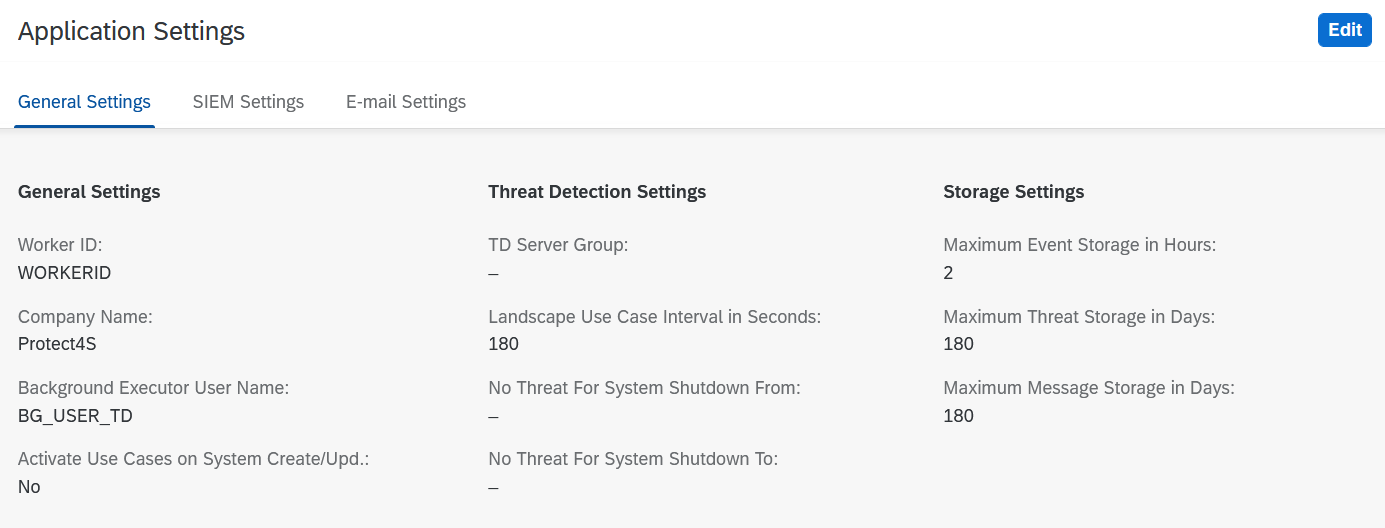 Application Settings
Edit
General Settings
SIEM Settings
E-mail Settings
General Settings
Worker ID:
WORKERID
Company Name:
Protect4S
Background Executor User Name:
BG_USER_TD
Activate Use Cases on System Create/Upd.:
No
Threat Detection Settings
TD Server Group:
–
Landscape Use Case Interval in Seconds:
180
No Threat For System Shutdown From:
–
No Threat For System Shutdown To:
–
Storage Settings
Maximum Event Storage in Hours:
2
Maximum Threat Storage in Days:
180
Maximum Message Storage in Days:
180